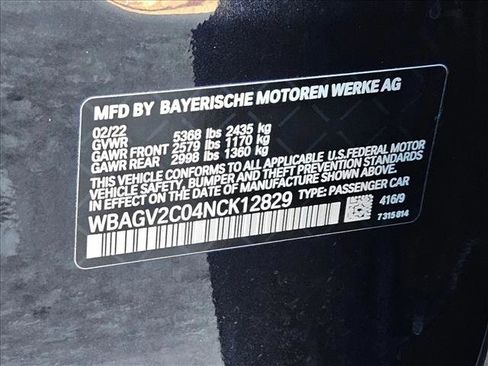 MFD BY BAYERISCHE MOTOREN WERKE AG
02/22
GVWR 5368 lbs 2435 kg
GAWR FRONT 2579 lbs 1170 kg
GAWR REAR 2998 lbs 1360 kg
THIS VEHICLE CONFORMS TO ALL APPLICABLE U.S.FEDERAL MOTOR
VEHICLE SAFETY, BUMPER AND THEFT PREVENTION STANDARDS
IN EFFECT ON THE DATE OF MANUFACTURE SHOWN ABOVE.
WBAGV2C04NCK12829 TYPE: PASSENGER CAR
416/9
7315814